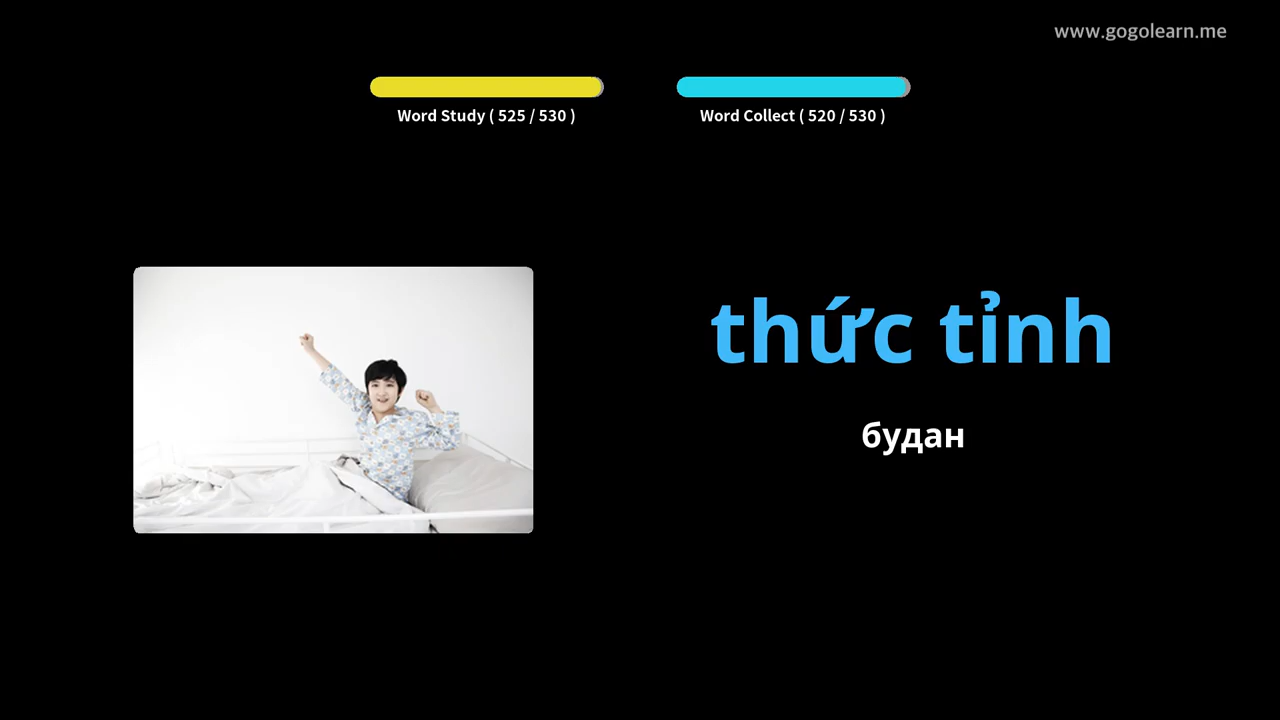 www.gogolearn.me
Word Study ( 525 / 530 )
Word Collect ( 520 / 530 )
thức tỉnh
будан